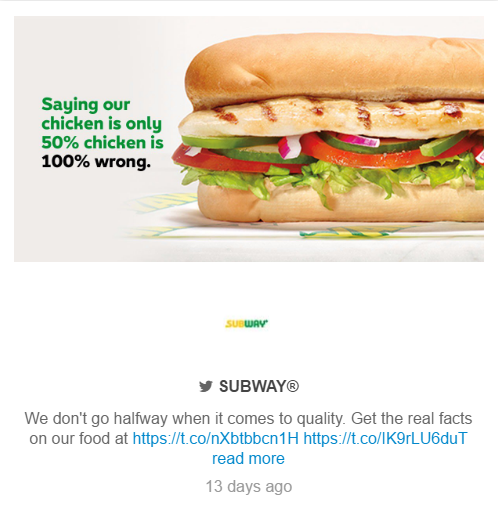 Saying our
chicken is only
50% chicken is
100% wrong.
SUBWAY®
SUBWAY®
We don't go halfway when it comes to quality. Get the real facts
on our food at https://t.co/nXbtbbcn1H https://t.co/IK9rLU6duT
read more
13 days ago